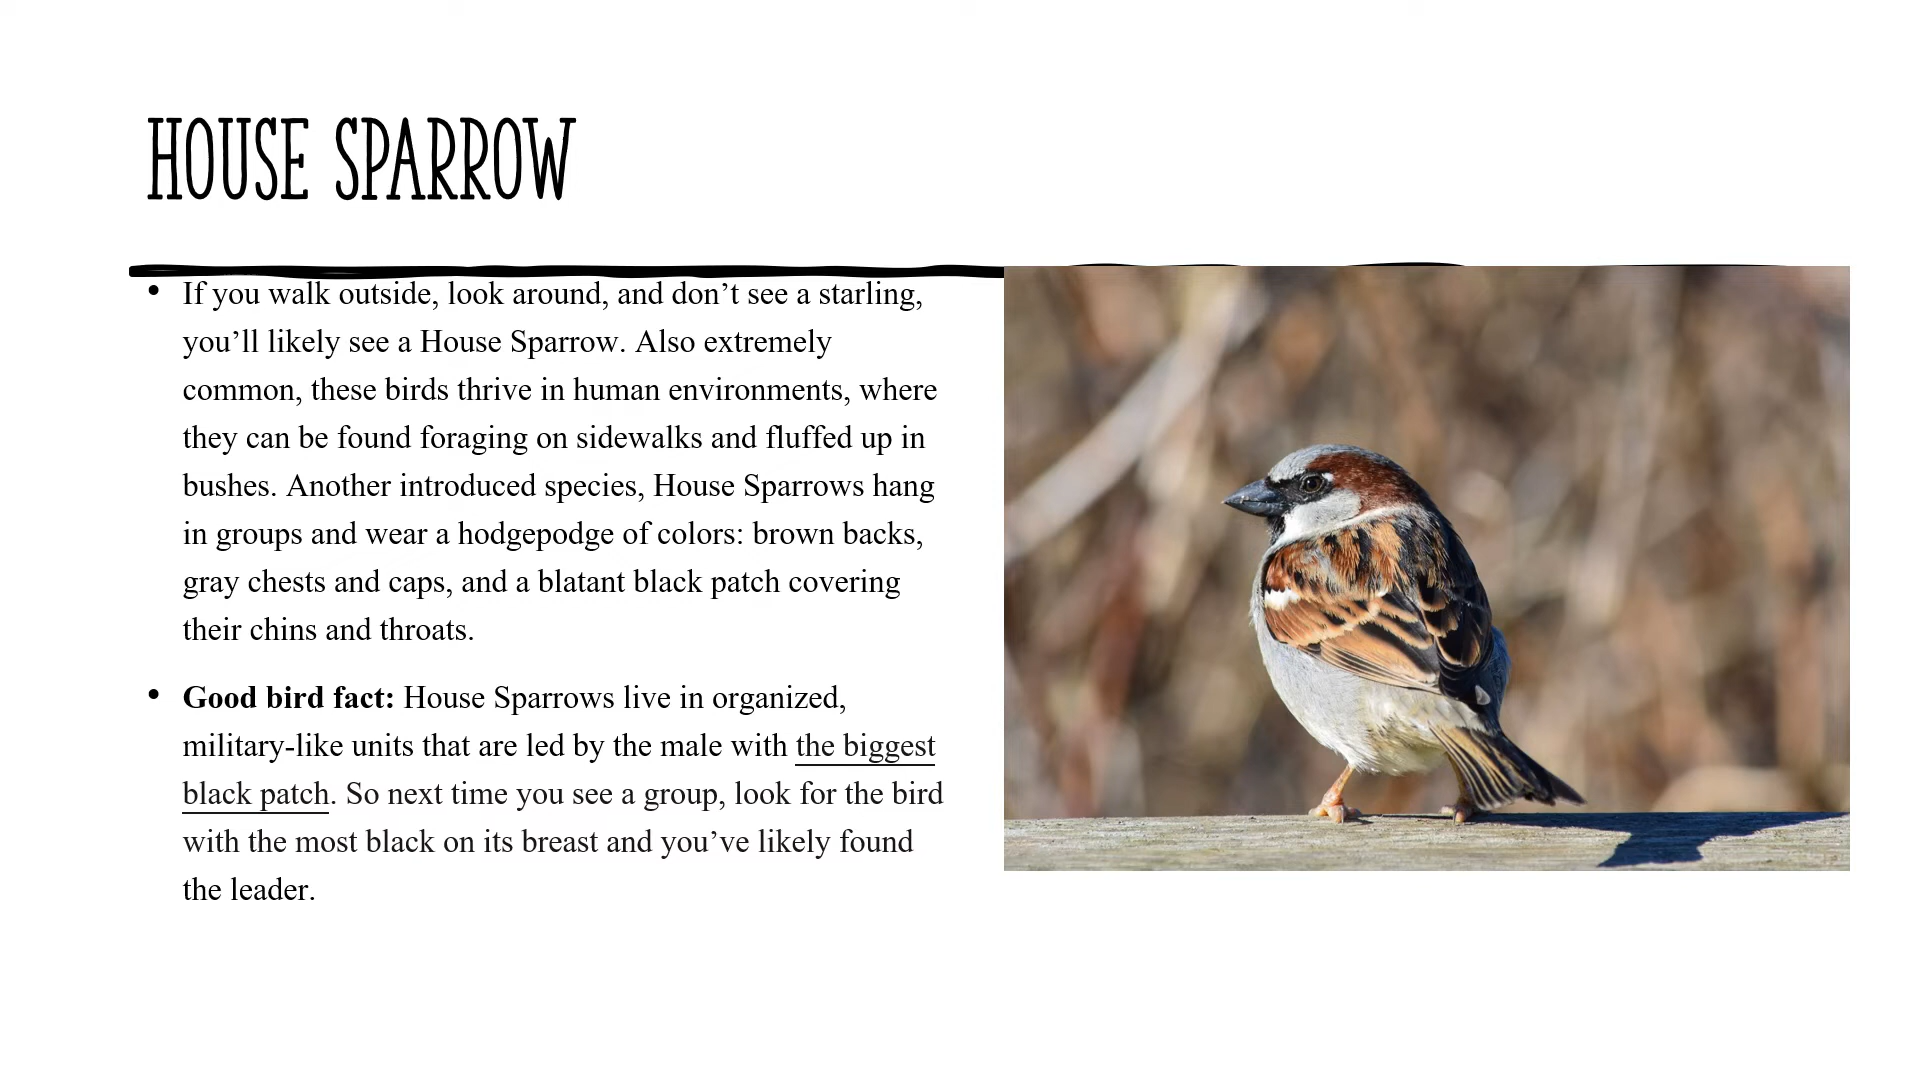 HOUSE SPARROW
• If you walk outside, look around, and don’t see a starling,
you’ll likely see a House Sparrow. Also extremely
common, these birds thrive in human environments, where
they can be found foraging on sidewalks and fluffed up in
bushes. Another introduced species, House Sparrows hang
in groups and wear a hodgepodge of colors: brown backs,
gray chests and caps, and a blatant black patch covering
their chins and throats.
• Good bird fact: House Sparrows live in organized,
military-like units that are led by the male with the biggest
black patch. So next time you see a group, look for the bird
with the most black on its breast and you’ve likely found
the leader.